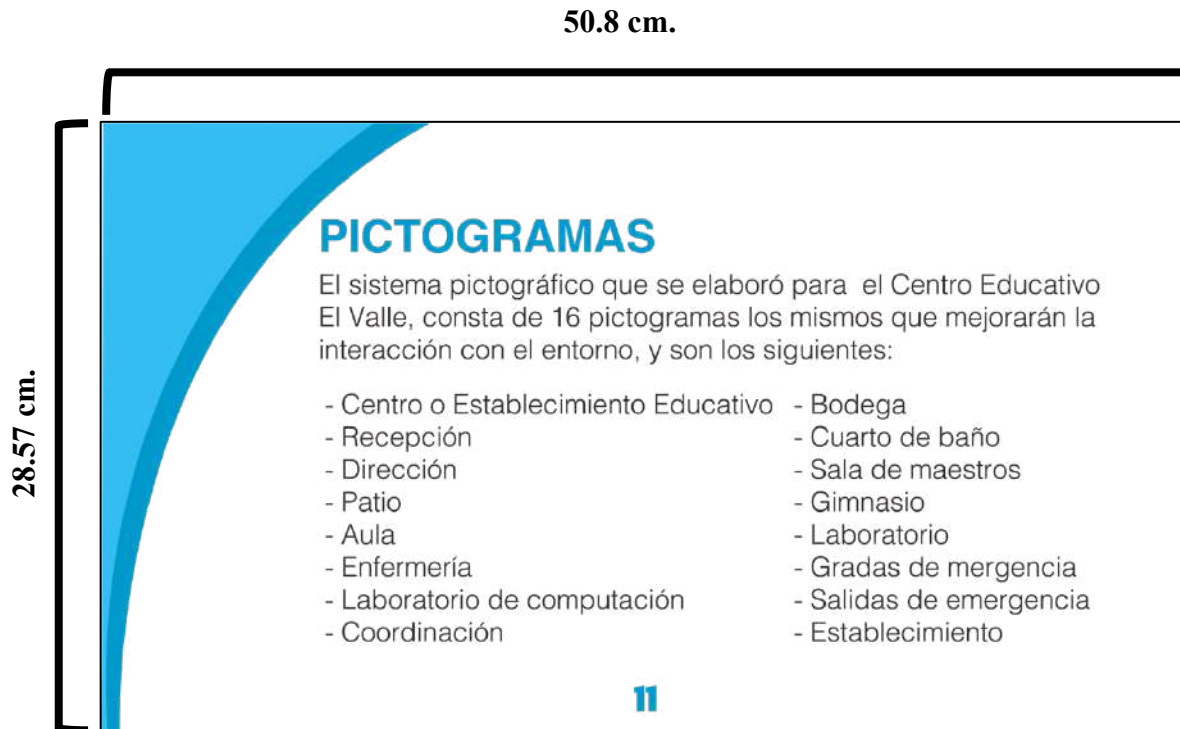 50.8 cm.
28.57 cm.
PICTOGRAMAS
El sistema pictográfico que se elaboró para el Centro Educativo
El Valle, consta de 16 pictogramas los mismos que mejorarán la
interacción con el entorno, y son los siguientes:
- Centro o Establecimiento Educativo
- Recepción
- Dirección
- Patio
- Aula
- Enfermería
- Laboratorio de computación
- Coordinación
- Bodega
- Cuarto de baño
- Sala de maestros
- Gimnasio
- Laboratorio
- Gradas de mergencia
- Salidas de emergencia
- Establecimiento
11